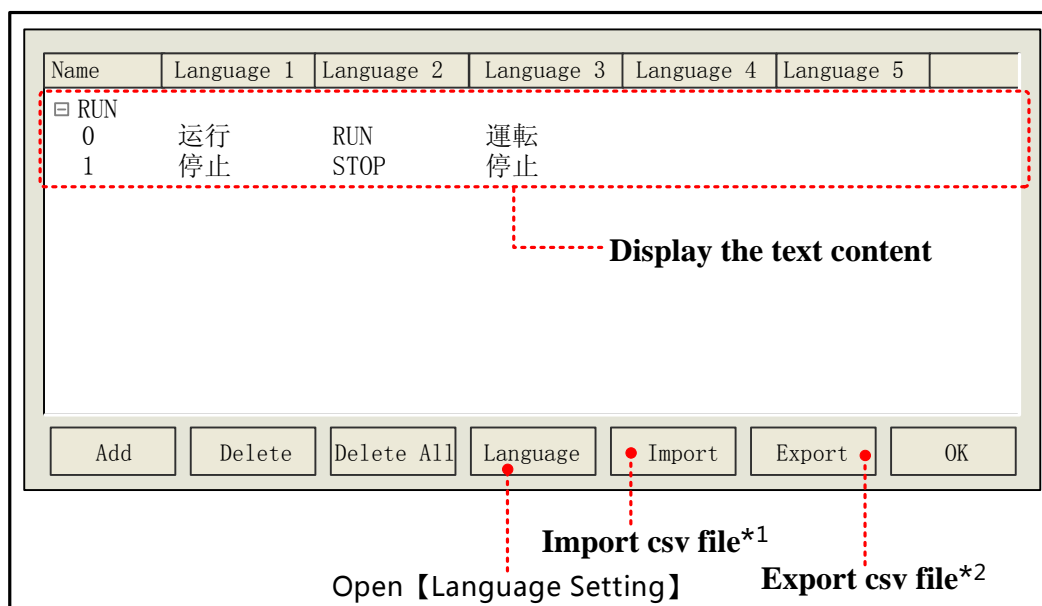 Name Language 1 Language 2 Language 3 Language 4 Language 5
RUN
0 运行 RUN 運転
1 停止 STOP 停止
Display the text content
Add Delete Delete All Language Import Export OK
Import csv file*1
Open【Language Setting】 Export csv file*2